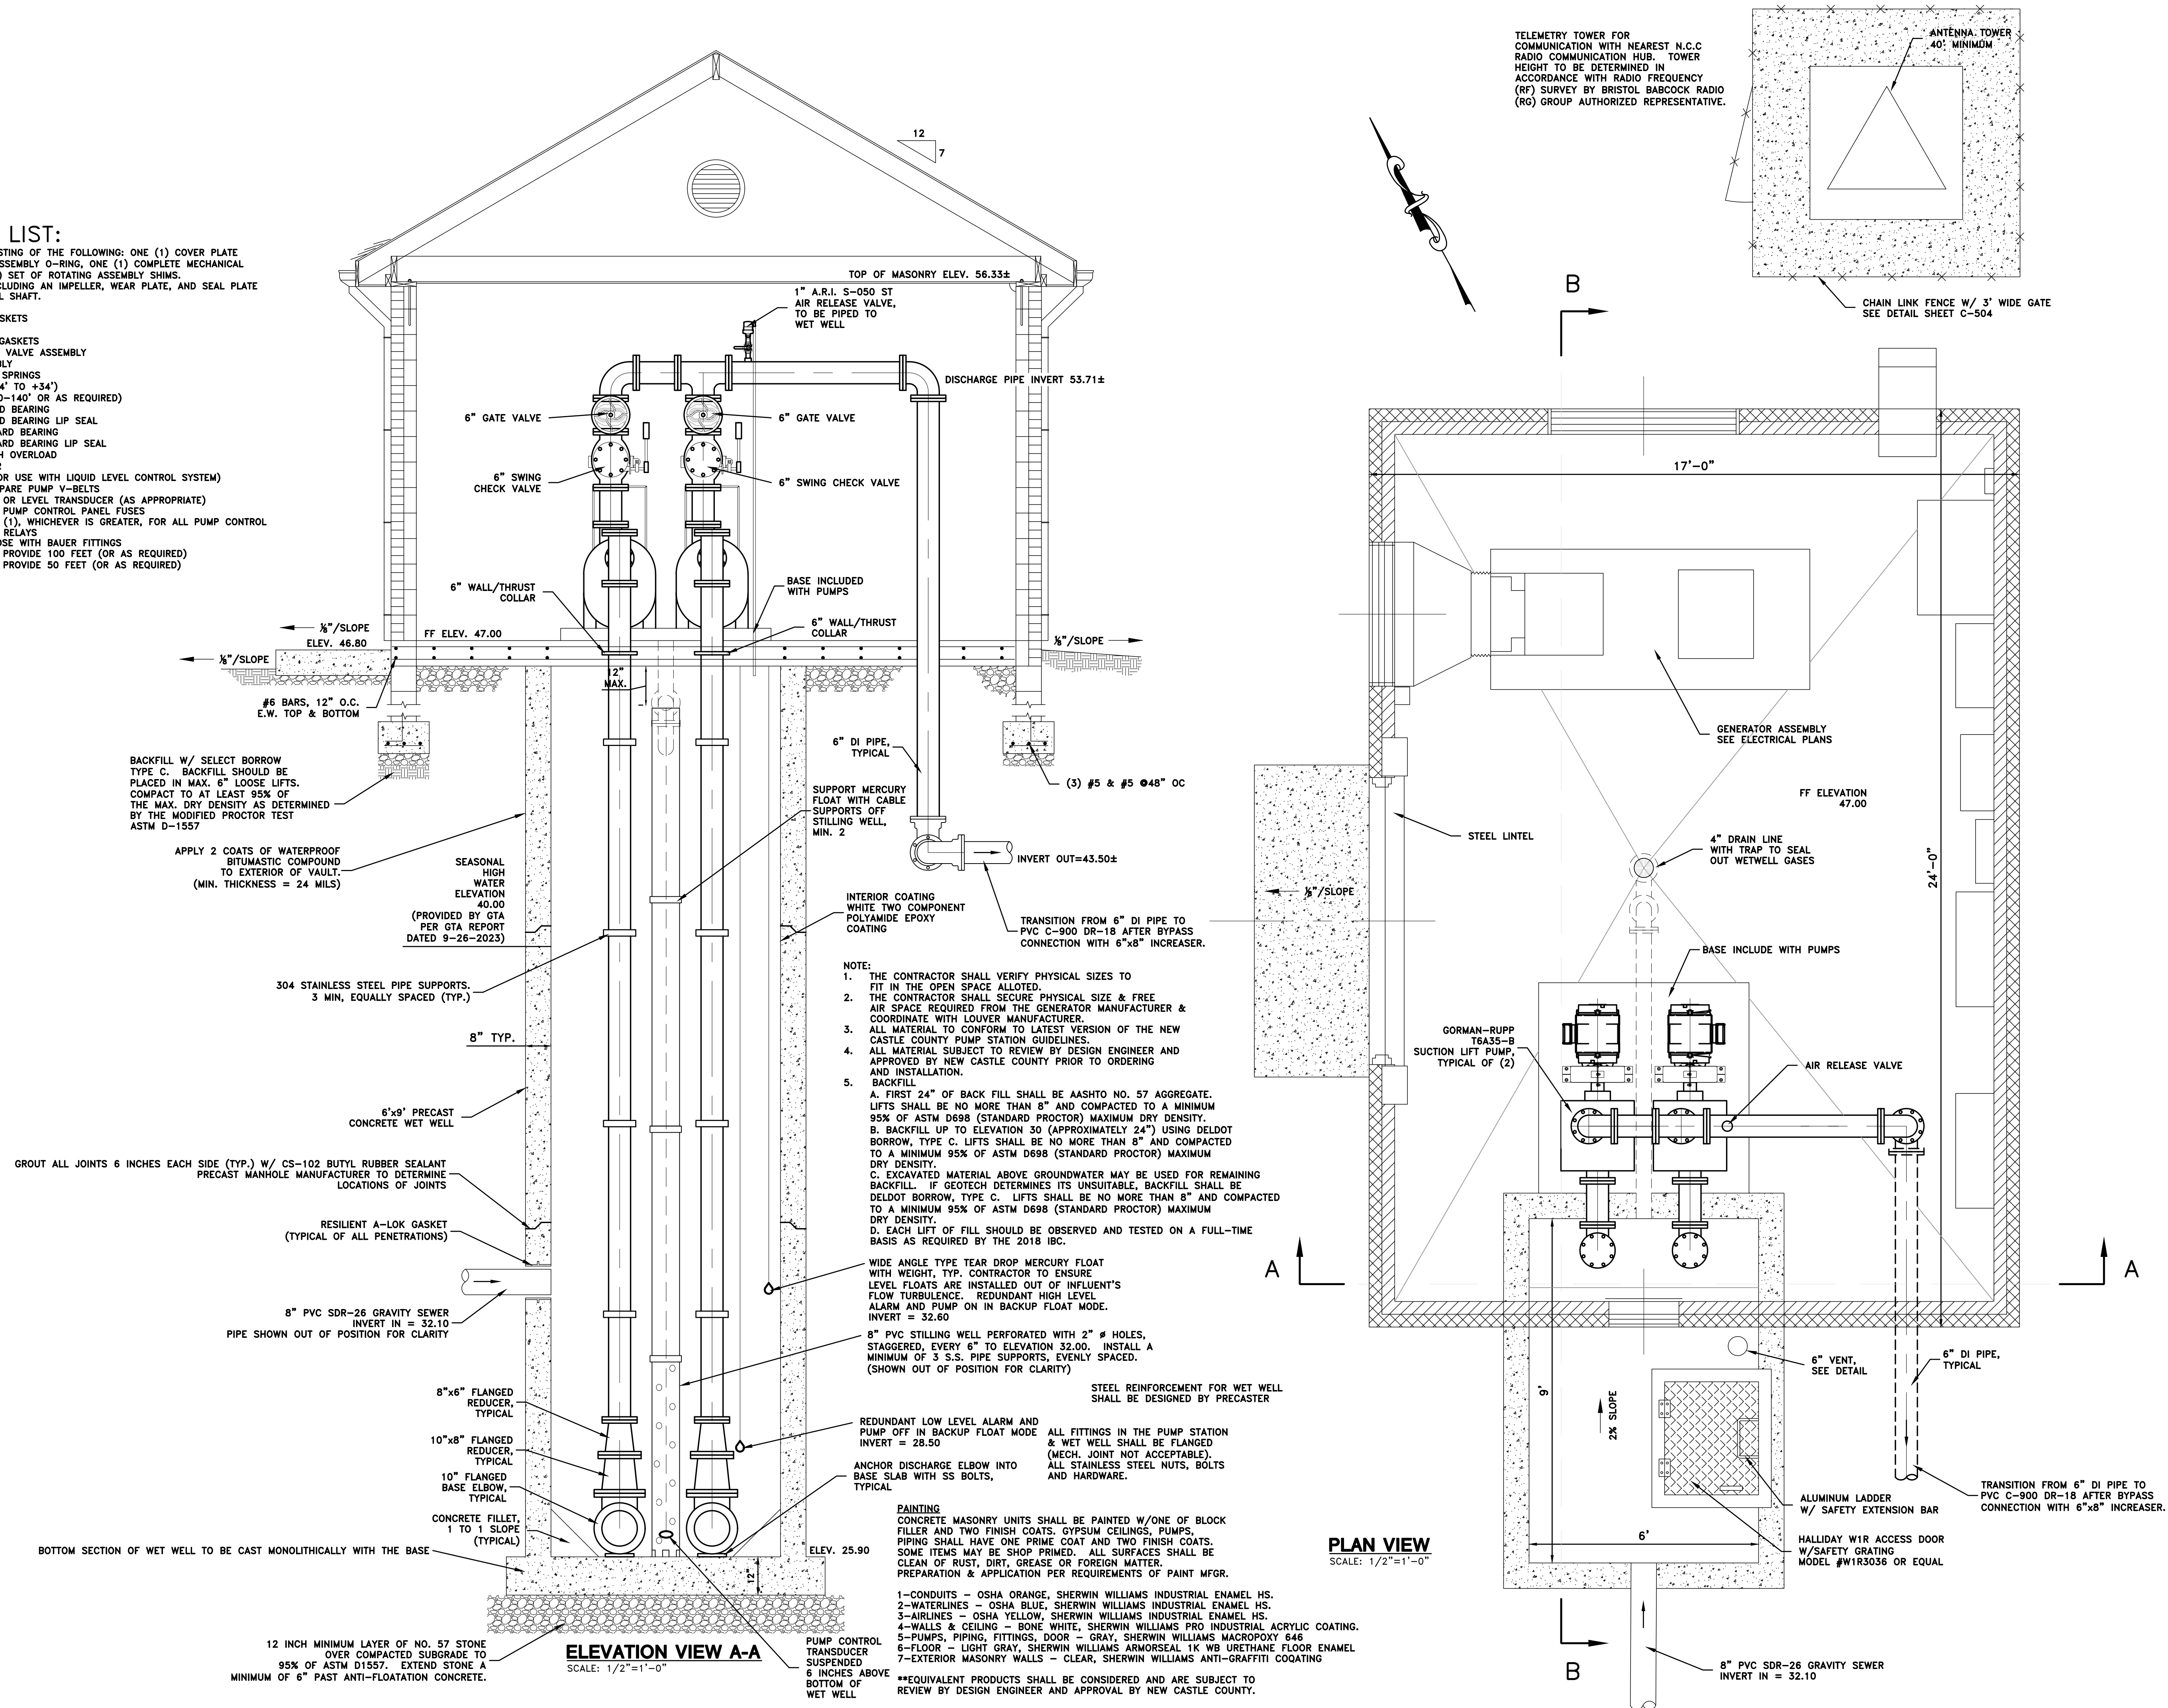 LIST:
STING OF THE FOLLOWING: ONE (1) COVER PLATE
ASSEMBLY O-RING, ONE (1) COMPLETE MECHANICAL
) SET OF ROTATING ASSEMBLY SHIMS.
CLUDING AN IMPELLER, WEAR PLATE, AND SEAL PLATE
L SHAFT.
SKETS
GASKETS
VALVE ASSEMBLY
BLY
SPRINGS
4' TO +34')
0-140' OR AS REQUIRED)
D BEARING
D BEARING LIP SEAL
ARD BEARING
ARD BEARING LIP SEAL
H OVERLOAD
OR USE WITH LIQUID LEVEL CONTROL SYSTEM)
PARE PUMP V-BELTS
OR LEVEL TRANSDUCER (AS APPROPRIATE)
PUMP CONTROL PANEL FUSES
(1), WHICHEVER IS GREATER, FOR ALL PUMP CONTROL
RELAYS
OSE WITH BAUER FITTINGS
PROVIDE 100 FEET (OR AS REQUIRED)
PROVIDE 50 FEET (OR AS REQUIRED)
12
7
TOP OF MASONRY ELEV. 56.33±
1" A.R.I. S-050 ST
AIR RELEASE VALVE,
TO BE PIPED TO
WET WELL
DISCHARGE PIPE INVERT 53.71±
6" GATE VALVE
6" GATE VALVE
6" SWING
CHECK VALVE
6" SWING CHECK VALVE
6" WALL/THRUST
COLLAR
BASE INCLUDED
WITH PUMPS
6" WALL/THRUST
COLLAR
⅛"/SLOPE
ELEV. 46.80
FF ELEV. 47.00
⅛"/SLOPE
⅛"/SLOPE
12"
MAX.
#6 BARS, 12" O.C.
E.W. TOP & BOTTOM
6" DI PIPE,
TYPICAL
(3) #5 & #5 @48" OC
BACKFILL W/ SELECT BORROW
TYPE C. BACKFILL SHOULD BE
PLACED IN MAX. 6" LOOSE LIFTS.
COMPACT TO AT LEAST 95% OF
THE MAX. DRY DENSITY AS DETERMINED
BY THE MODIFIED PROCTOR TEST
ASTM D-1557
SUPPORT MERCURY
FLOAT WITH CABLE
SUPPORTS OFF
STILLING WELL,
MIN. 2
APPLY 2 COATS OF WATERPROOF
BITUMASTIC COMPOUND
TO EXTERIOR OF VAULT.
(MIN. THICKNESS = 24 MILS)
SEASONAL
HIGH
WATER
ELEVATION
40.00
(PROVIDED BY GTA
PER GTA REPORT
DATED 9-26-2023)
INVERT OUT=43.50±
INTERIOR COATING
WHITE TWO COMPONENT
POLYAMIDE EPOXY
COATING
TRANSITION FROM 6" DI PIPE TO
PVC C-900 DR-18 AFTER BYPASS
CONNECTION WITH 6"x8" INCREASER.
304 STAINLESS STEEL PIPE SUPPORTS.
3 MIN, EQUALLY SPACED (TYP.)
8" TYP.
6'x9' PRECAST
CONCRETE WET WELL
GROUT ALL JOINTS 6 INCHES EACH SIDE (TYP.) W/ CS-102 BUTYL RUBBER SEALANT
PRECAST MANHOLE MANUFACTURER TO DETERMINE
LOCATIONS OF JOINTS
RESILIENT A-LOK GASKET
(TYPICAL OF ALL PENETRATIONS)
8" PVC SDR-26 GRAVITY SEWER
INVERT IN = 32.10
PIPE SHOWN OUT OF POSITION FOR CLARITY
8"x6" FLANGED
REDUCER,
TYPICAL
10"x8" FLANGED
REDUCER,
TYPICAL
10" FLANGED
BASE ELBOW,
TYPICAL
CONCRETE FILLET,
1 TO 1 SLOPE
(TYPICAL)
BOTTOM SECTION OF WET WELL TO BE CAST MONOLITHICALLY WITH THE BASE
12 INCH MINIMUM LAYER OF NO. 57 STONE
OVER COMPACTED SUBGRADE TO
95% OF ASTM D1557. EXTEND STONE A
MINIMUM OF 6" PAST ANTI-FLOATATION CONCRETE.
NOTE:
1. THE CONTRACTOR SHALL VERIFY PHYSICAL SIZES TO
FIT IN THE OPEN SPACE ALLOTED.
2. THE CONTRACTOR SHALL SECURE PHYSICAL SIZE & FREE
AIR SPACE REQUIRED FROM THE GENERATOR MANUFACTURER &
COORDINATE WITH LOUVER MANUFACTURER.
3. ALL MATERIAL TO CONFORM TO LATEST VERSION OF THE NEW
CASTLE COUNTY PUMP STATION GUIDELINES.
4. ALL MATERIAL SUBJECT TO REVIEW BY DESIGN ENGINEER AND
APPROVED BY NEW CASTLE COUNTY PRIOR TO ORDERING
AND INSTALLATION.
5. BACKFILL
A. FIRST 24" OF BACK FILL SHALL BE AASHTO NO. 57 AGGREGATE.
LIFTS SHALL BE NO MORE THAN 8" AND COMPACTED TO A MINIMUM
95% OF ASTM D698 (STANDARD PROCTOR) MAXIMUM DRY DENSITY.
B. BACKFILL UP TO ELEVATION 30 (APPROXIMATELY 24") USING DELDOT
BORROW, TYPE C. LIFTS SHALL BE NO MORE THAN 8" AND COMPACTED
TO A MINIMUM 95% OF ASTM D698 (STANDARD PROCTOR) MAXIMUM
DRY DENSITY.
C. EXCAVATED MATERIAL ABOVE GROUNDWATER MAY BE USED FOR REMAINING
BACKFILL. IF GEOTECH DETERMINES ITS UNSUITABLE, BACKFILL SHALL BE
DELDOT BORROW, TYPE C. LIFTS SHALL BE NO MORE THAN 8" AND COMPACTED
TO A MINIMUM 95% OF ASTM D698 (STANDARD PROCTOR) MAXIMUM
DRY DENSITY.
D. EACH LIFT OF FILL SHOULD BE OBSERVED AND TESTED ON A FULL-TIME
BASIS AS REQUIRED BY THE 2018 IBC.
WIDE ANGLE TYPE TEAR DROP MERCURY FLOAT
WITH WEIGHT, TYP. CONTRACTOR TO ENSURE
LEVEL FLOATS ARE INSTALLED OUT OF INFLUENT'S
FLOW TURBULENCE. REDUNDANT HIGH LEVEL
ALARM AND PUMP ON IN BACKUP FLOAT MODE.
INVERT = 32.60
8" PVC STILLING WELL PERFORATED WITH 2" ø HOLES,
STAGGERED, EVERY 6" TO ELEVATION 32.00. INSTALL A
MINIMUM OF 3 S.S. PIPE SUPPORTS, EVENLY SPACED.
(SHOWN OUT OF POSITION FOR CLARITY)
STEEL REINFORCEMENT FOR WET WELL
SHALL BE DESIGNED BY PRECASTER
REDUNDANT LOW LEVEL ALARM AND
PUMP OFF IN BACKUP FLOAT MODE
INVERT = 28.50
ALL FITTINGS IN THE PUMP STATION
& WET WELL SHALL BE FLANGED
(MECH. JOINT NOT ACCEPTABLE).
ALL STAINLESS STEEL NUTS, BOLTS
AND HARDWARE.
ANCHOR DISCHARGE ELBOW INTO
BASE SLAB WITH SS BOLTS,
TYPICAL
ELEV. 25.90
12"
PAINTING
CONCRETE MASONRY UNITS SHALL BE PAINTED W/ONE OF BLOCK
FILLER AND TWO FINISH COATS. GYPSUM CEILINGS, PUMPS,
PIPING SHALL HAVE ONE PRIME COAT AND TWO FINISH COATS.
SOME ITEMS MAY BE SHOP PRIMED. ALL SURFACES SHALL BE
CLEAN OF RUST, DIRT, GREASE OR FOREIGN MATTER.
PREPARATION & APPLICATION PER REQUIREMENTS OF PAINT MFGR.
1-CONDUITS - OSHA ORANGE, SHERWIN WILLIAMS INDUSTRIAL ENAMEL HS.
2-WATERLINES - OSHA BLUE, SHERWIN WILLIAMS INDUSTRIAL ENAMEL HS.
3-AIRLINES - OSHA YELLOW, SHERWIN WILLIAMS INDUSTRIAL ENAMEL HS.
4-WALLS & CEILING - BONE WHITE, SHERWIN WILLIAMS PRO INDUSTRIAL ACRYLIC COATING.
5-PUMPS, PIPING, FITTINGS, DOOR - GRAY, SHERWIN WILLIAMS MACROPOXY 646
6-FLOOR - LIGHT GRAY, SHERWIN WILLIAMS ARMORSEAL 1K WB URETHANE FLOOR ENAMEL
7-EXTERIOR MASONRY WALLS - CLEAR, SHERWIN WILLIAMS ANTI-GRAFFITI COQATING
**EQUIVALENT PRODUCTS SHALL BE CONSIDERED AND ARE SUBJECT TO
REVIEW BY DESIGN ENGINEER AND APPROVAL BY NEW CASTLE COUNTY.
PUMP CONTROL
TRANSDUCER
SUSPENDED
6 INCHES ABOVE
BOTTOM OF
WET WELL
ELEVATION VIEW A-A
SCALE: 1/2"=1'-0"
TELEMETRY TOWER FOR
COMMUNICATION WITH NEAREST N.C.C
RADIO COMMUNICATION HUB. TOWER
HEIGHT TO BE DETERMINED IN
ACCORDANCE WITH RADIO FREQUENCY
(RF) SURVEY BY BRISTOL BABCOCK RADIO
(RG) GROUP AUTHORIZED REPRESENTATIVE.
ANTENNA TOWER
40' MINIMUM
CHAIN LINK FENCE W/ 3' WIDE GATE
SEE DETAIL SHEET C-504
B
17'-0"
GENERATOR ASSEMBLY
SEE ELECTRICAL PLANS
FF ELEVATION
47.00
STEEL LINTEL
4" DRAIN LINE
WITH TRAP TO SEAL
OUT WETWELL GASES
24'-0"
⅛"/SLOPE
BASE INCLUDE WITH PUMPS
GORMAN-RUPP
T6A35-B
SUCTION LIFT PUMP,
TYPICAL OF (2)
AIR RELEASE VALVE
A
A
6" VENT,
SEE DETAIL
6" DI PIPE,
TYPICAL
9'
2% SLOPE
6'
ALUMINUM LADDER
W/ SAFETY EXTENSION BAR
TRANSITION FROM 6" DI PIPE TO
PVC C-900 DR-18 AFTER BYPASS
CONNECTION WITH 6"x8" INCREASER.
HALLIDAY W1R ACCESS DOOR
W/SAFETY GRATING
MODEL #W1R3036 OR EQUAL
PLAN VIEW
SCALE: 1/2"=1'-0"
B
8" PVC SDR-26 GRAVITY SEWER
INVERT IN = 32.10